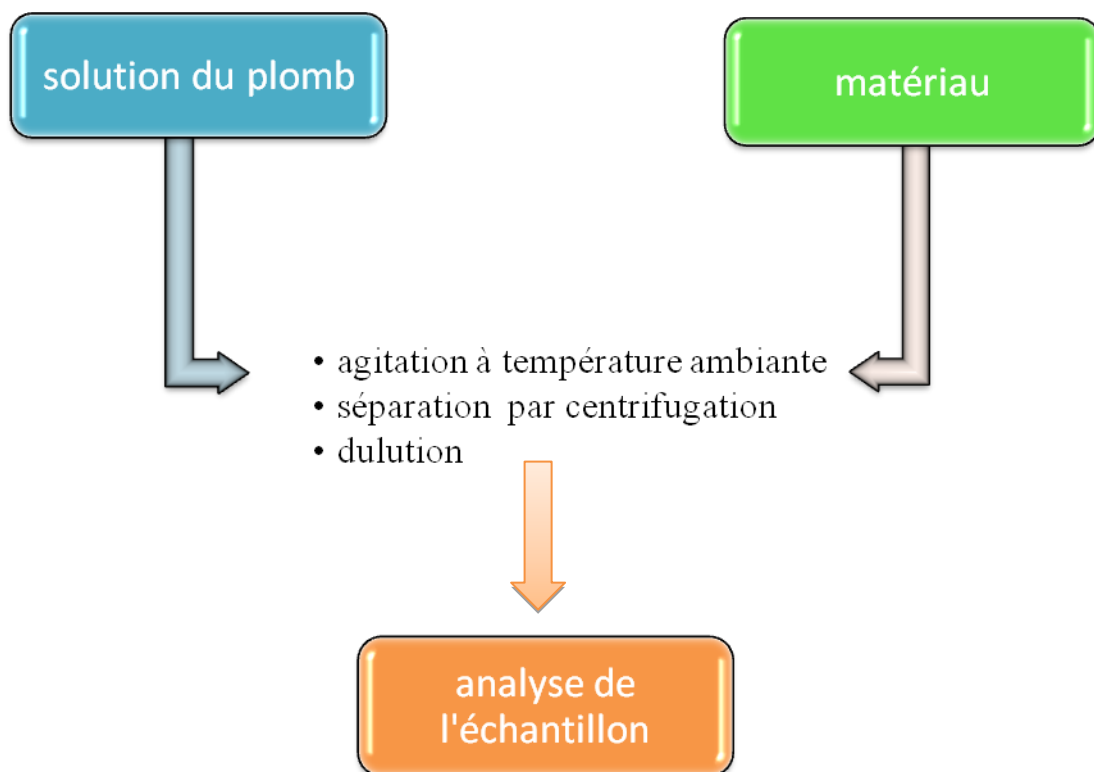 solution du plomb
matériau
• agitation à température ambiante
• séparation par centrifugation
• dulution
analyse de
l'échantillon